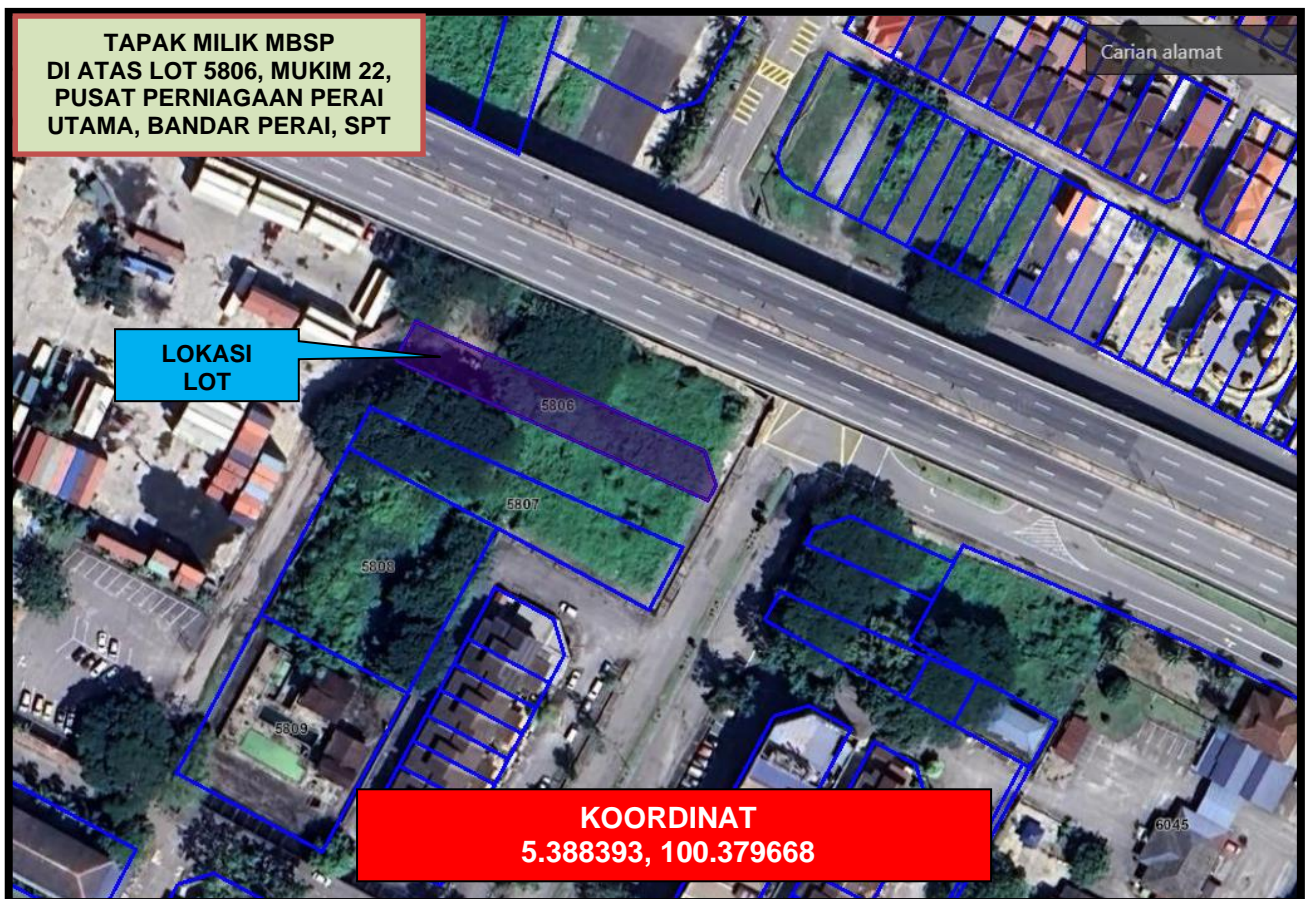 TAPAK MILIK MBSP
DI ATAS LOT 5806, MUKIM 22,
PUSAT PERNIAGAAN PERAI
UTAMA, BANDAR PERAI, SPT
Carian alamat
LOKASI
LOT
5806
5807
5808
5809
KOORDINAT
5.388393, 100.379668
6045